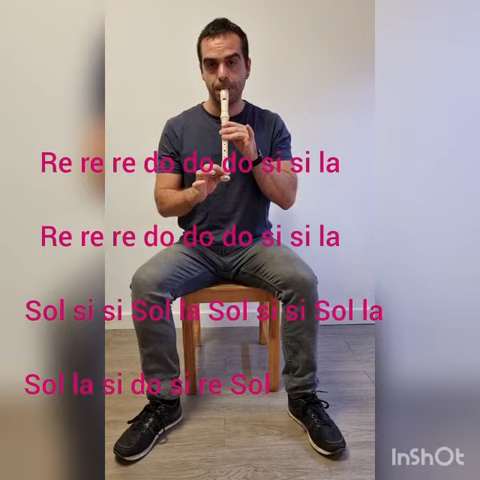 Re re re do do do si si la
Re re re do do do si si la
Sol si si Sol la Sol si si Sol la
Sol la si do si re Sol
InShOt